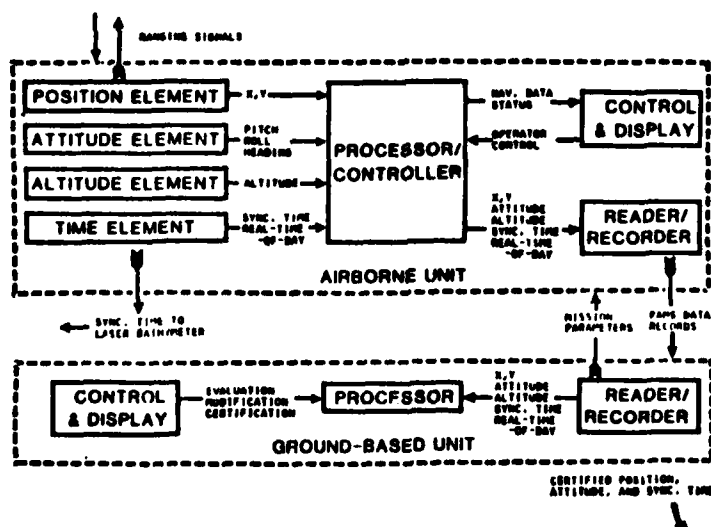 RANGING SIGNALS
POSITION ELEMENT
X,Y
ATTITUDE ELEMENT
PITCH
ROLL
HEADING
ALTITUDE ELEMENT
ALTITUDE
TIME ELEMENT
SYNC. TIME
REAL-TIME
-OF-DAY
PROCESSOR/
CONTROLLER
NAV. DATA
STATUS
OPERATOR
CONTROL
CONTROL
& DISPLAY
X,Y
ATTITUDE
ALTITUDE
SYNC. TIME
REAL-TIME
-OF-DAY
READER/
RECORDER
AIRBORNE UNIT
SYNC. TIME TO
LASER BATHYMETER
MISSION
PARAMETERS
PAMS DATA
RECORDS
CONTROL
& DISPLAY
EVALUATION
MODIFICATION
CERTIFICATION
PROCESSOR
X,Y
ATTITUDE
ALTITUDE
SYNC. TIME
REAL-TIME
-OF-DAY
READER/
RECORDER
GROUND-BASED UNIT
CERTIFIED POSITION,
ATTITUDE, AND SYNC. TIME